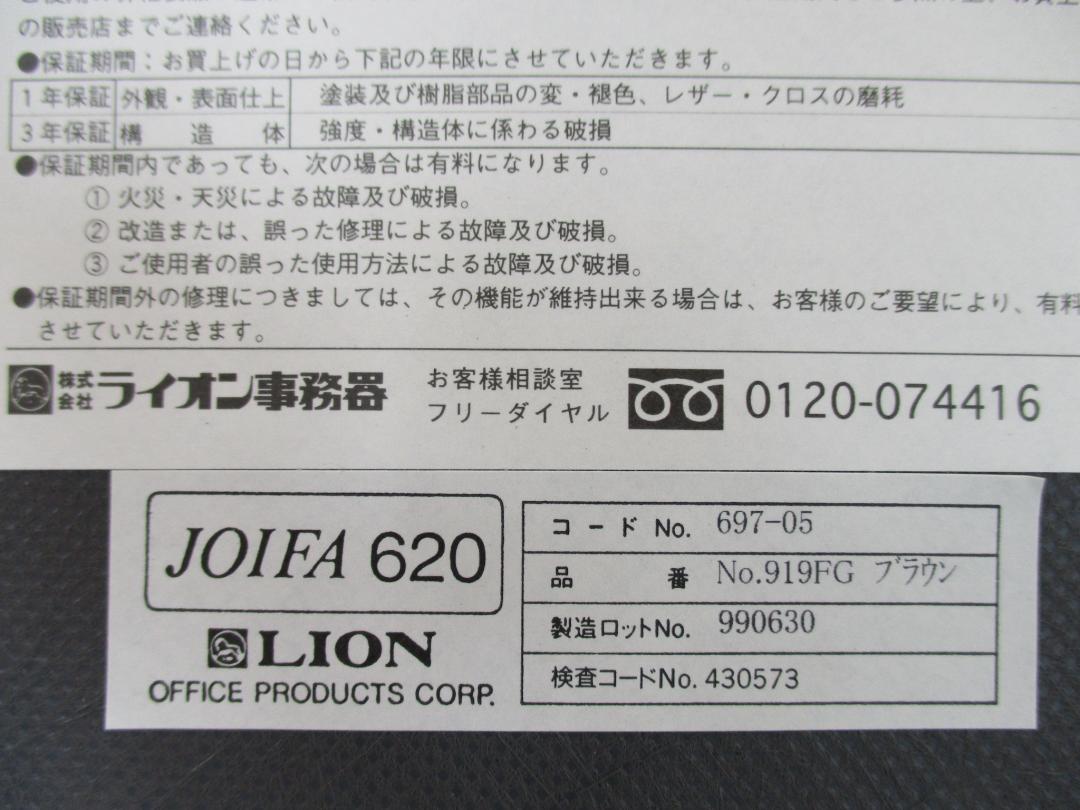 の販売店までご連絡ください。
●保証期間：お買上げの日から下記の年限にさせていただきます。
1年保証 外観・表面仕上 塗装及び樹脂部品の変・褪色、レザー・クロスの磨耗
3年保証 構造体 強度・構造体に係わる破損
●保証期間内であっても、次の場合は有料になります。
① 火災・天災による故障及び破損。
② 改造または、誤った修理による故障及び破損。
③ ご使用者の誤った使用方法による故障及び破損。
●保証期間外の修理につきましては、その機能が維持出来る場合は、お客様のご要望により、有料
させていただきます。
株式会社 ライオン事務器 お客様相談室 フリーダイヤル 0120-074416
JOIFA 620
LION
OFFICE PRODUCTS CORP.
コード No. 697-05
品番 No.919FG ブラウン
製造ロットNo. 990630
検査コードNo. 430573